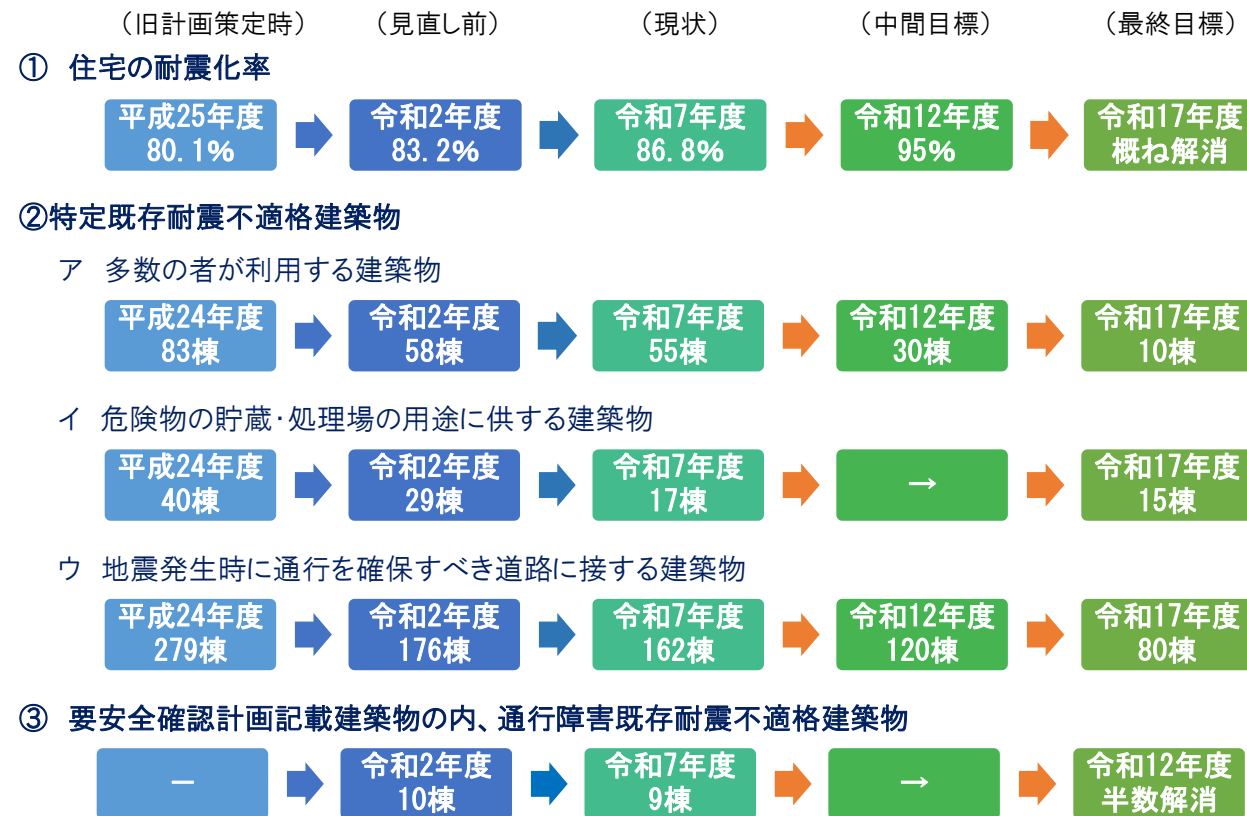 （旧計画策定時） （見直し前） （現状） （中間目標） （最終目標）
① 住宅の耐震化率
平成25年度 令和2年度 令和7年度 令和12年度 令和17年度
80.1% 83.2% 86.8% 95% 概ね解消
②特定既存耐震不適格建築物
ア 多数の者が利用する建築物
平成24年度 令和2年度 令和7年度 令和12年度 令和17年度
83棟 58棟 55棟 30棟 10棟
イ 危険物の貯蔵・処理場の用途に供する建築物
平成24年度 令和2年度 令和7年度 → 令和17年度
40棟 29棟 17棟 15棟
ウ 地震発生時に通行を確保すべき道路に接する建築物
平成24年度 令和2年度 令和7年度 令和12年度 令和17年度
279棟 176棟 162棟 120棟 80棟
③ 要安全確認計画記載建築物の内、通行障害既存耐震不適格建築物
－ 令和2年度 令和7年度 → 令和12年度
10棟 9棟 半数解消